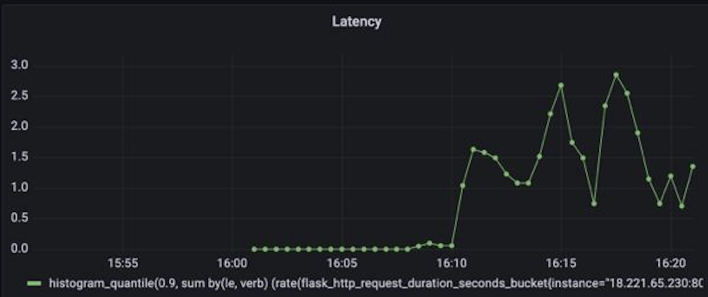 Latency
3.0
2.5
2.0
1.5
1.0
0.5
0.0
15:55 16:00 16:05 16:10 16:15 16:20
histogram_quantile(0.9, sum by(le, verb) (rate(flask_http_request_duration_seconds_bucket{instance="18.221.65.230:80